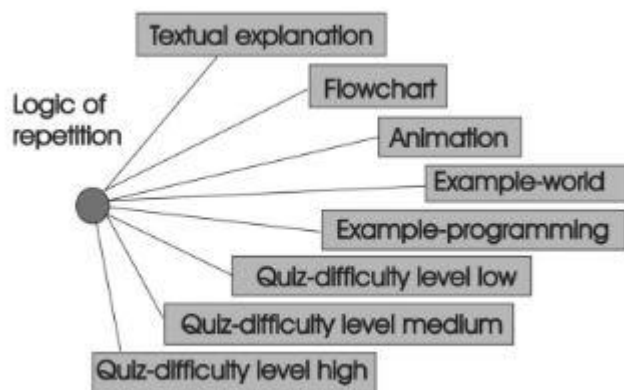 Textual explanation
Flowchart
Logic of
repetition
Animation
Example-world
Example-programming
Quiz-difficulty level low
Quiz-difficulty level medium
Quiz-difficulty level high